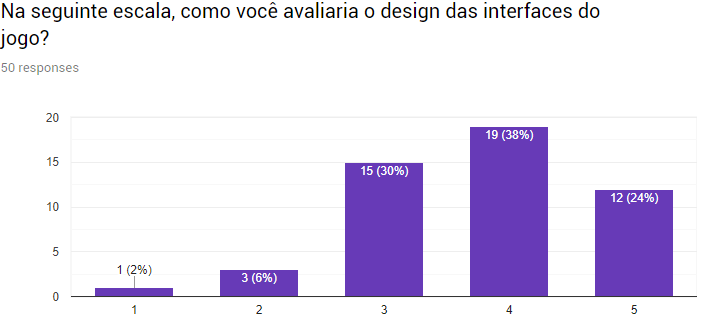 Na seguinte escala, como você avaliaria o design das interfaces do
jogo?
50 responses
20
15
10
5
0
1 (2%)
3 (6%)
15 (30%)
19 (38%)
12 (24%)
1 2 3 4 5